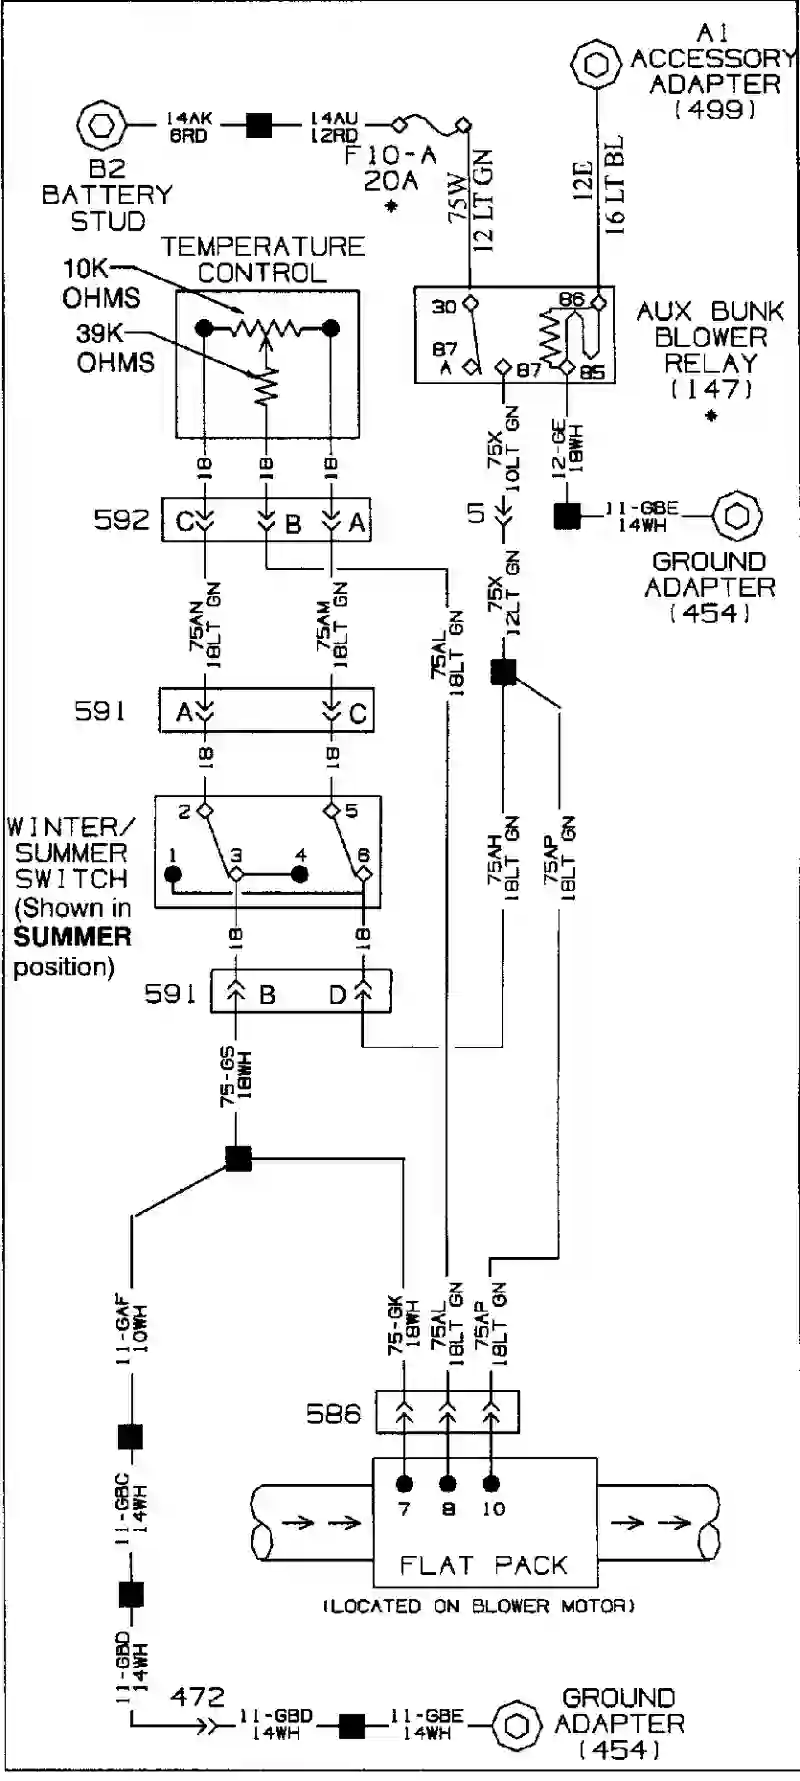 A1
ACCESSORY
ADAPTER
(499)
14AK
6RD
14AU
12RD
F10-A
20A
*
B2
BATTERY
STUD
75W
12 LT GN
12E
16 LT BL
TEMPERATURE
CONTROL
10K
OHMS
39K
OHMS
30
86
87
A
87
85
AUX BUNK
BLOWER
RELAY
(147)
*
18
18
18
75X
10LT GN
12-GE
18WH
592
C
B
A
5
11-GBE
14WH
GROUND
ADAPTER
(454)
75AN
18LT GN
75AM
18LT GN
75AL
18LT GN
75X
12LT GN
591
A
C
18
18
WINTER/
SUMMER
SWITCH
(Shown in
SUMMER
position)
2
5
1
3
4
6
75AH
18LT GN
75AP
18LT GN
18
18
591
B
D
75-GS
18WH
11-GAF
10WH
75-GK
18WH
75AL
18LT GN
75AP
18LT GN
586
11-GBC
14WH
7
8
10
FLAT PACK
(LOCATED ON BLOWER MOTOR)
11-GBD
14WH
472
11-GBD
14WH
11-GBE
14WH
GROUND
ADAPTER
(454)